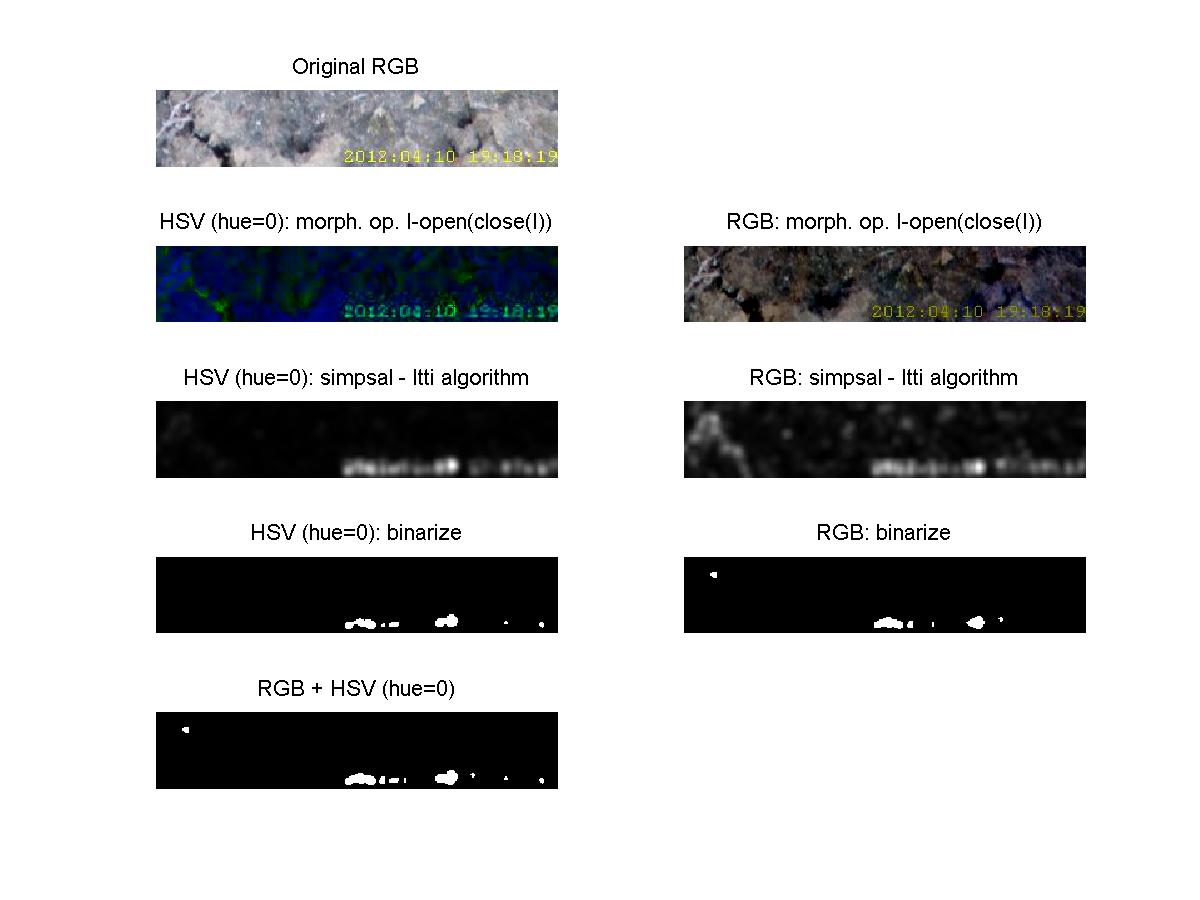 Original RGB
2012:04:10 19:18:19
HSV (hue=0): morph. op. I-open(close(I))
RGB: morph. op. I-open(close(I))
2012:04:10 19:18:19
2012:04:10 19:18:19
HSV (hue=0): simpsal - Itti algorithm
RGB: simpsal - Itti algorithm
HSV (hue=0): binarize
RGB: binarize
RGB + HSV (hue=0)